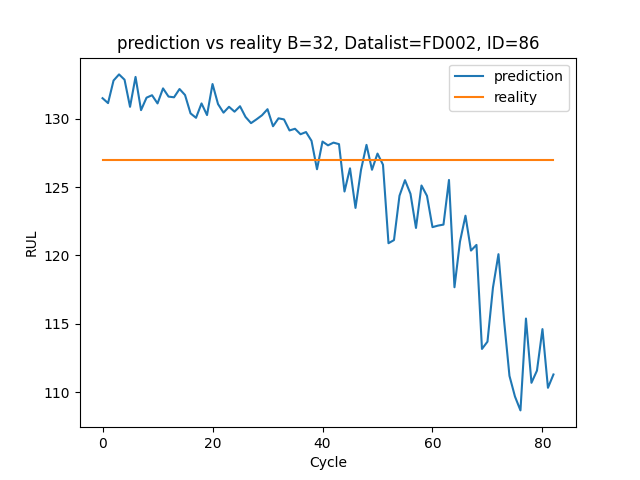 prediction vs reality B=32, Datalist=FD002, ID=86
prediction
reality
RUL
130
125
120
115
110
0 20 40 60 80
Cycle